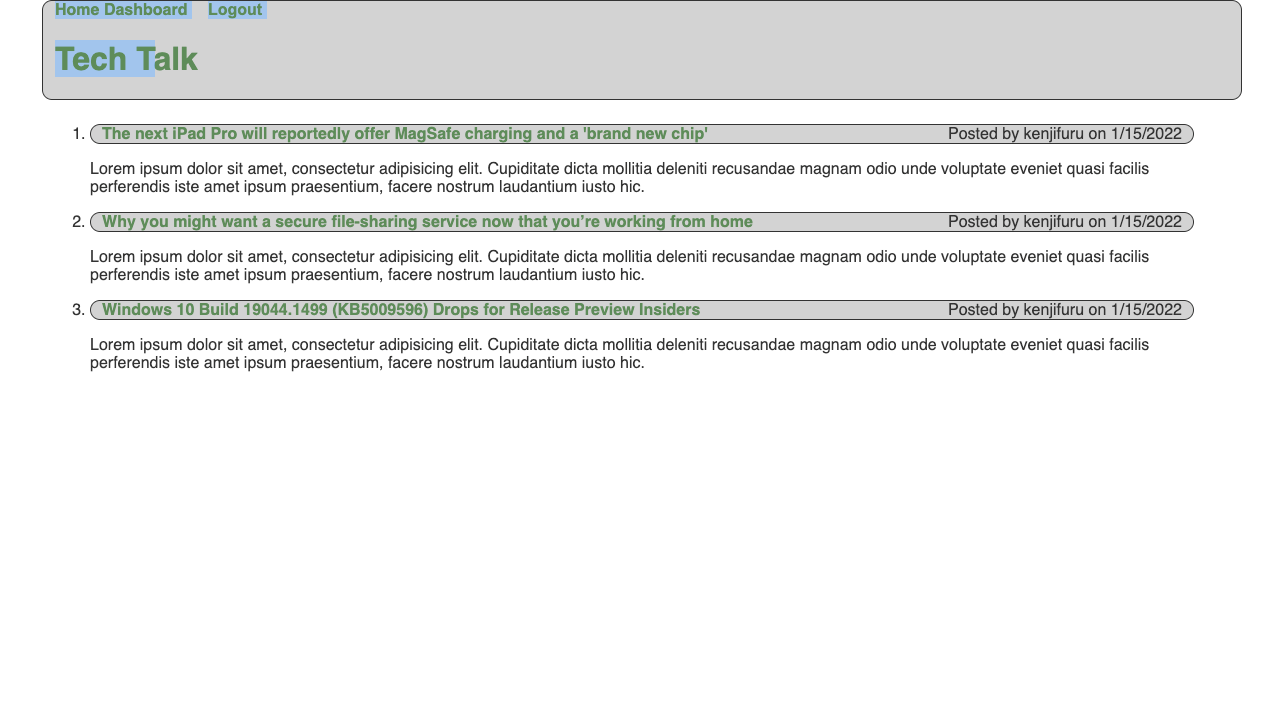 Home Dashboard Logout
Tech Talk
1. The next iPad Pro will reportedly offer MagSafe charging and a 'brand new chip' Posted by kenjifuru on 1/15/2022
Lorem ipsum dolor sit amet, consectetur adipisicing elit. Cupiditate dicta mollitia deleniti recusandae magnam odio unde voluptate eveniet quasi facilis
perferendis iste amet ipsum praesentium, facere nostrum laudantium iusto hic.
2. Why you might want a secure file-sharing service now that you’re working from home Posted by kenjifuru on 1/15/2022
Lorem ipsum dolor sit amet, consectetur adipisicing elit. Cupiditate dicta mollitia deleniti recusandae magnam odio unde voluptate eveniet quasi facilis
perferendis iste amet ipsum praesentium, facere nostrum laudantium iusto hic.
3. Windows 10 Build 19044.1499 (KB5009596) Drops for Release Preview Insiders Posted by kenjifuru on 1/15/2022
Lorem ipsum dolor sit amet, consectetur adipisicing elit. Cupiditate dicta mollitia deleniti recusandae magnam odio unde voluptate eveniet quasi facilis
perferendis iste amet ipsum praesentium, facere nostrum laudantium iusto hic.